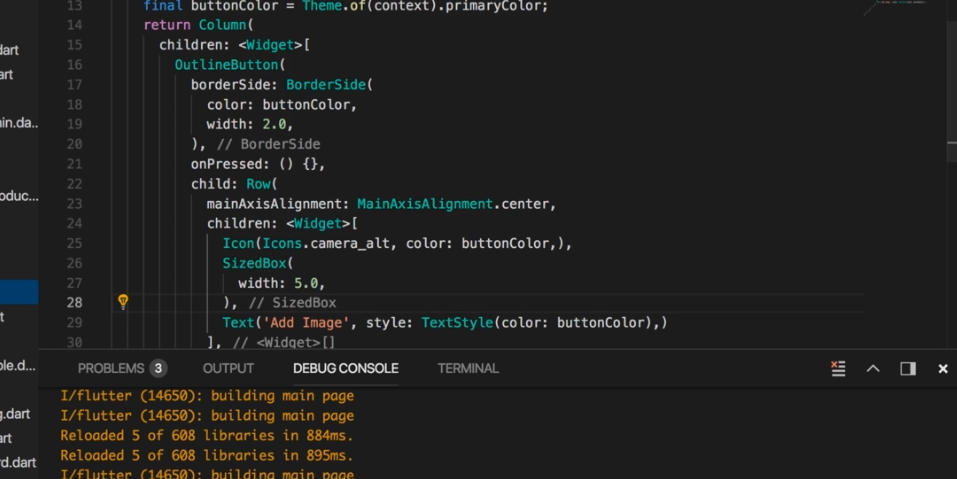 dart
art
min.da..
oduc...
t
ple.d...
g.dart
art
rd.dart
13 final buttonColor = Theme.of(context).primaryColor;
14 return Column(
15 children: <Widget>[
16 OutlineButton(
17 borderSide: BorderSide(
18 color: buttonColor,
19 width: 2.0,
20 ), // BorderSide
21 onPressed: () {},
22 child: Row(
23 mainAxisAlignment: MainAxisAlignment.center,
24 children: <Widget>[
25 Icon(Icons.camera_alt, color: buttonColor,),
26 SizedBox(
27 width: 5.0,
28 ), // SizedBox
29 Text('Add Image', style: TextStyle(color: buttonColor),)
30 ], // <Widget>[]
PROBLEMS 3 OUTPUT DEBUG CONSOLE TERMINAL
I/flutter (14650): building main page
I/flutter (14650): building main page
Reloaded 5 of 608 libraries in 884ms.
Reloaded 5 of 608 libraries in 895ms.
I/flutter (14650): building main page